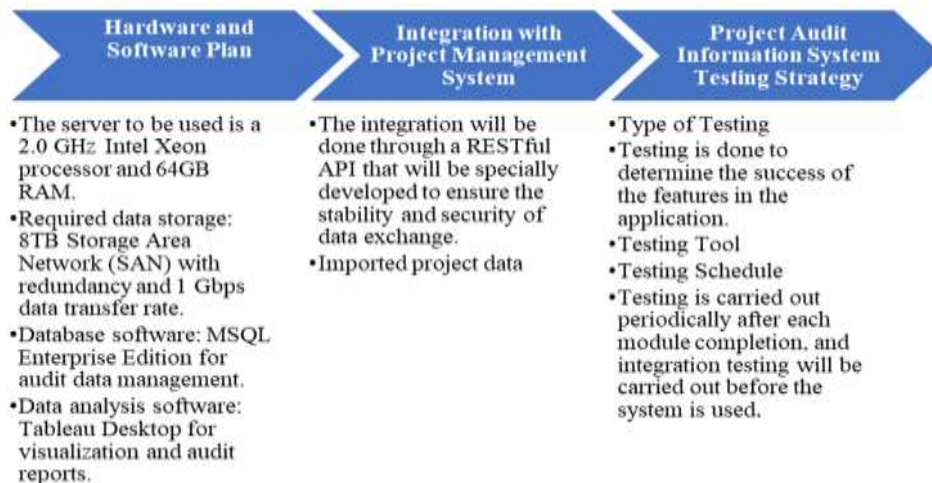 Hardware and
Software Plan
•The server to be used is a
2.0 GHz Intel Xeon
processor and 64GB
RAM.
•Required data storage:
8TB Storage Area
Network (SAN) with
redundancy and 1 Gbps
data transfer rate.
•Database software: MSQL
Enterprise Edition for
audit data management.
•Data analysis software:
Tableau Desktop for
visualization and audit
reports.
Integration with
Project Management
System
•The integration will be
done through a RESTful
API that will be specially
developed to ensure the
stability and security of
data exchange.
•Imported project data
Project Audit
Information System
Testing Strategy
•Type of Testing
•Testing is done to
determine the success of
the features in the
application.
•Testing Tool
•Testing Schedule
•Testing is carried out
periodically after each
module completion, and
integration testing will be
carried out before the
system is used.